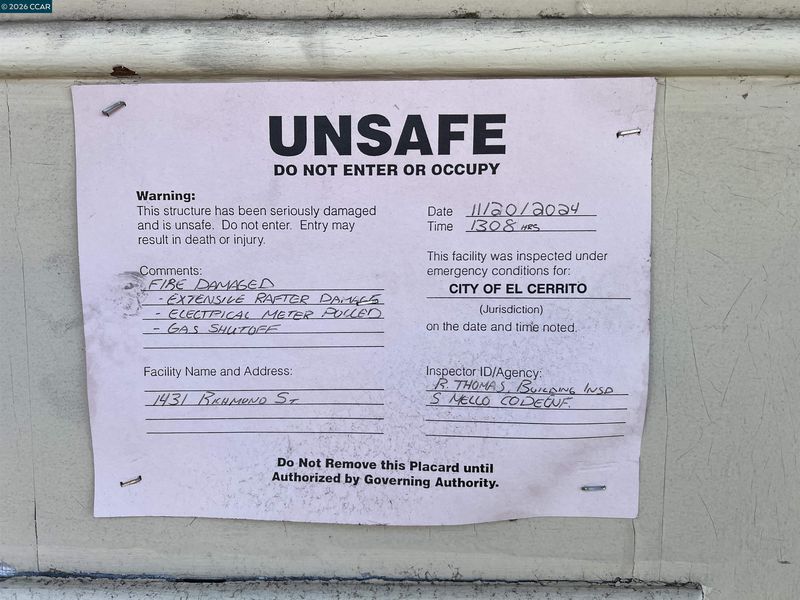 © 2026 CCAR
UNSAFE
DO NOT ENTER OR OCCUPY
Warning:
This structure has been seriously damaged
and is unsafe. Do not enter. Entry may
result in death or injury.
Comments:
FIRE DAMAGED
- EXTENSIVE RAFTER DAMAGE
- ELECTRICAL METER PULLED
- GAS SHUTOFF
Facility Name and Address:
1431 RICHMOND ST
Date 11/20/2024
Time 1308 HRS
This facility was inspected under
emergency conditions for:
CITY OF EL CERRITO
(Jurisdiction)
on the date and time noted.
Inspector ID/Agency:
R. THOMAS, BUILDING INSP
S MELLO CODE ENF.
Do Not Remove this Placard until
Authorized by Governing Authority.